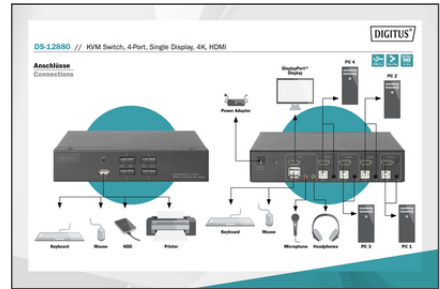 DIGITUS®
DS-12880 // KVM Switch, 4-Port, Single Display, 4K, HDMI
Anschlüsse
Connections
DisplayPort™
Display
PC 4
PC 2
Power Adapter
DIGITUS
Keyboard
Mouse
HDD
Printer
Keyboard
Mouse
Microphone
Headphones
PC 3
PC 1